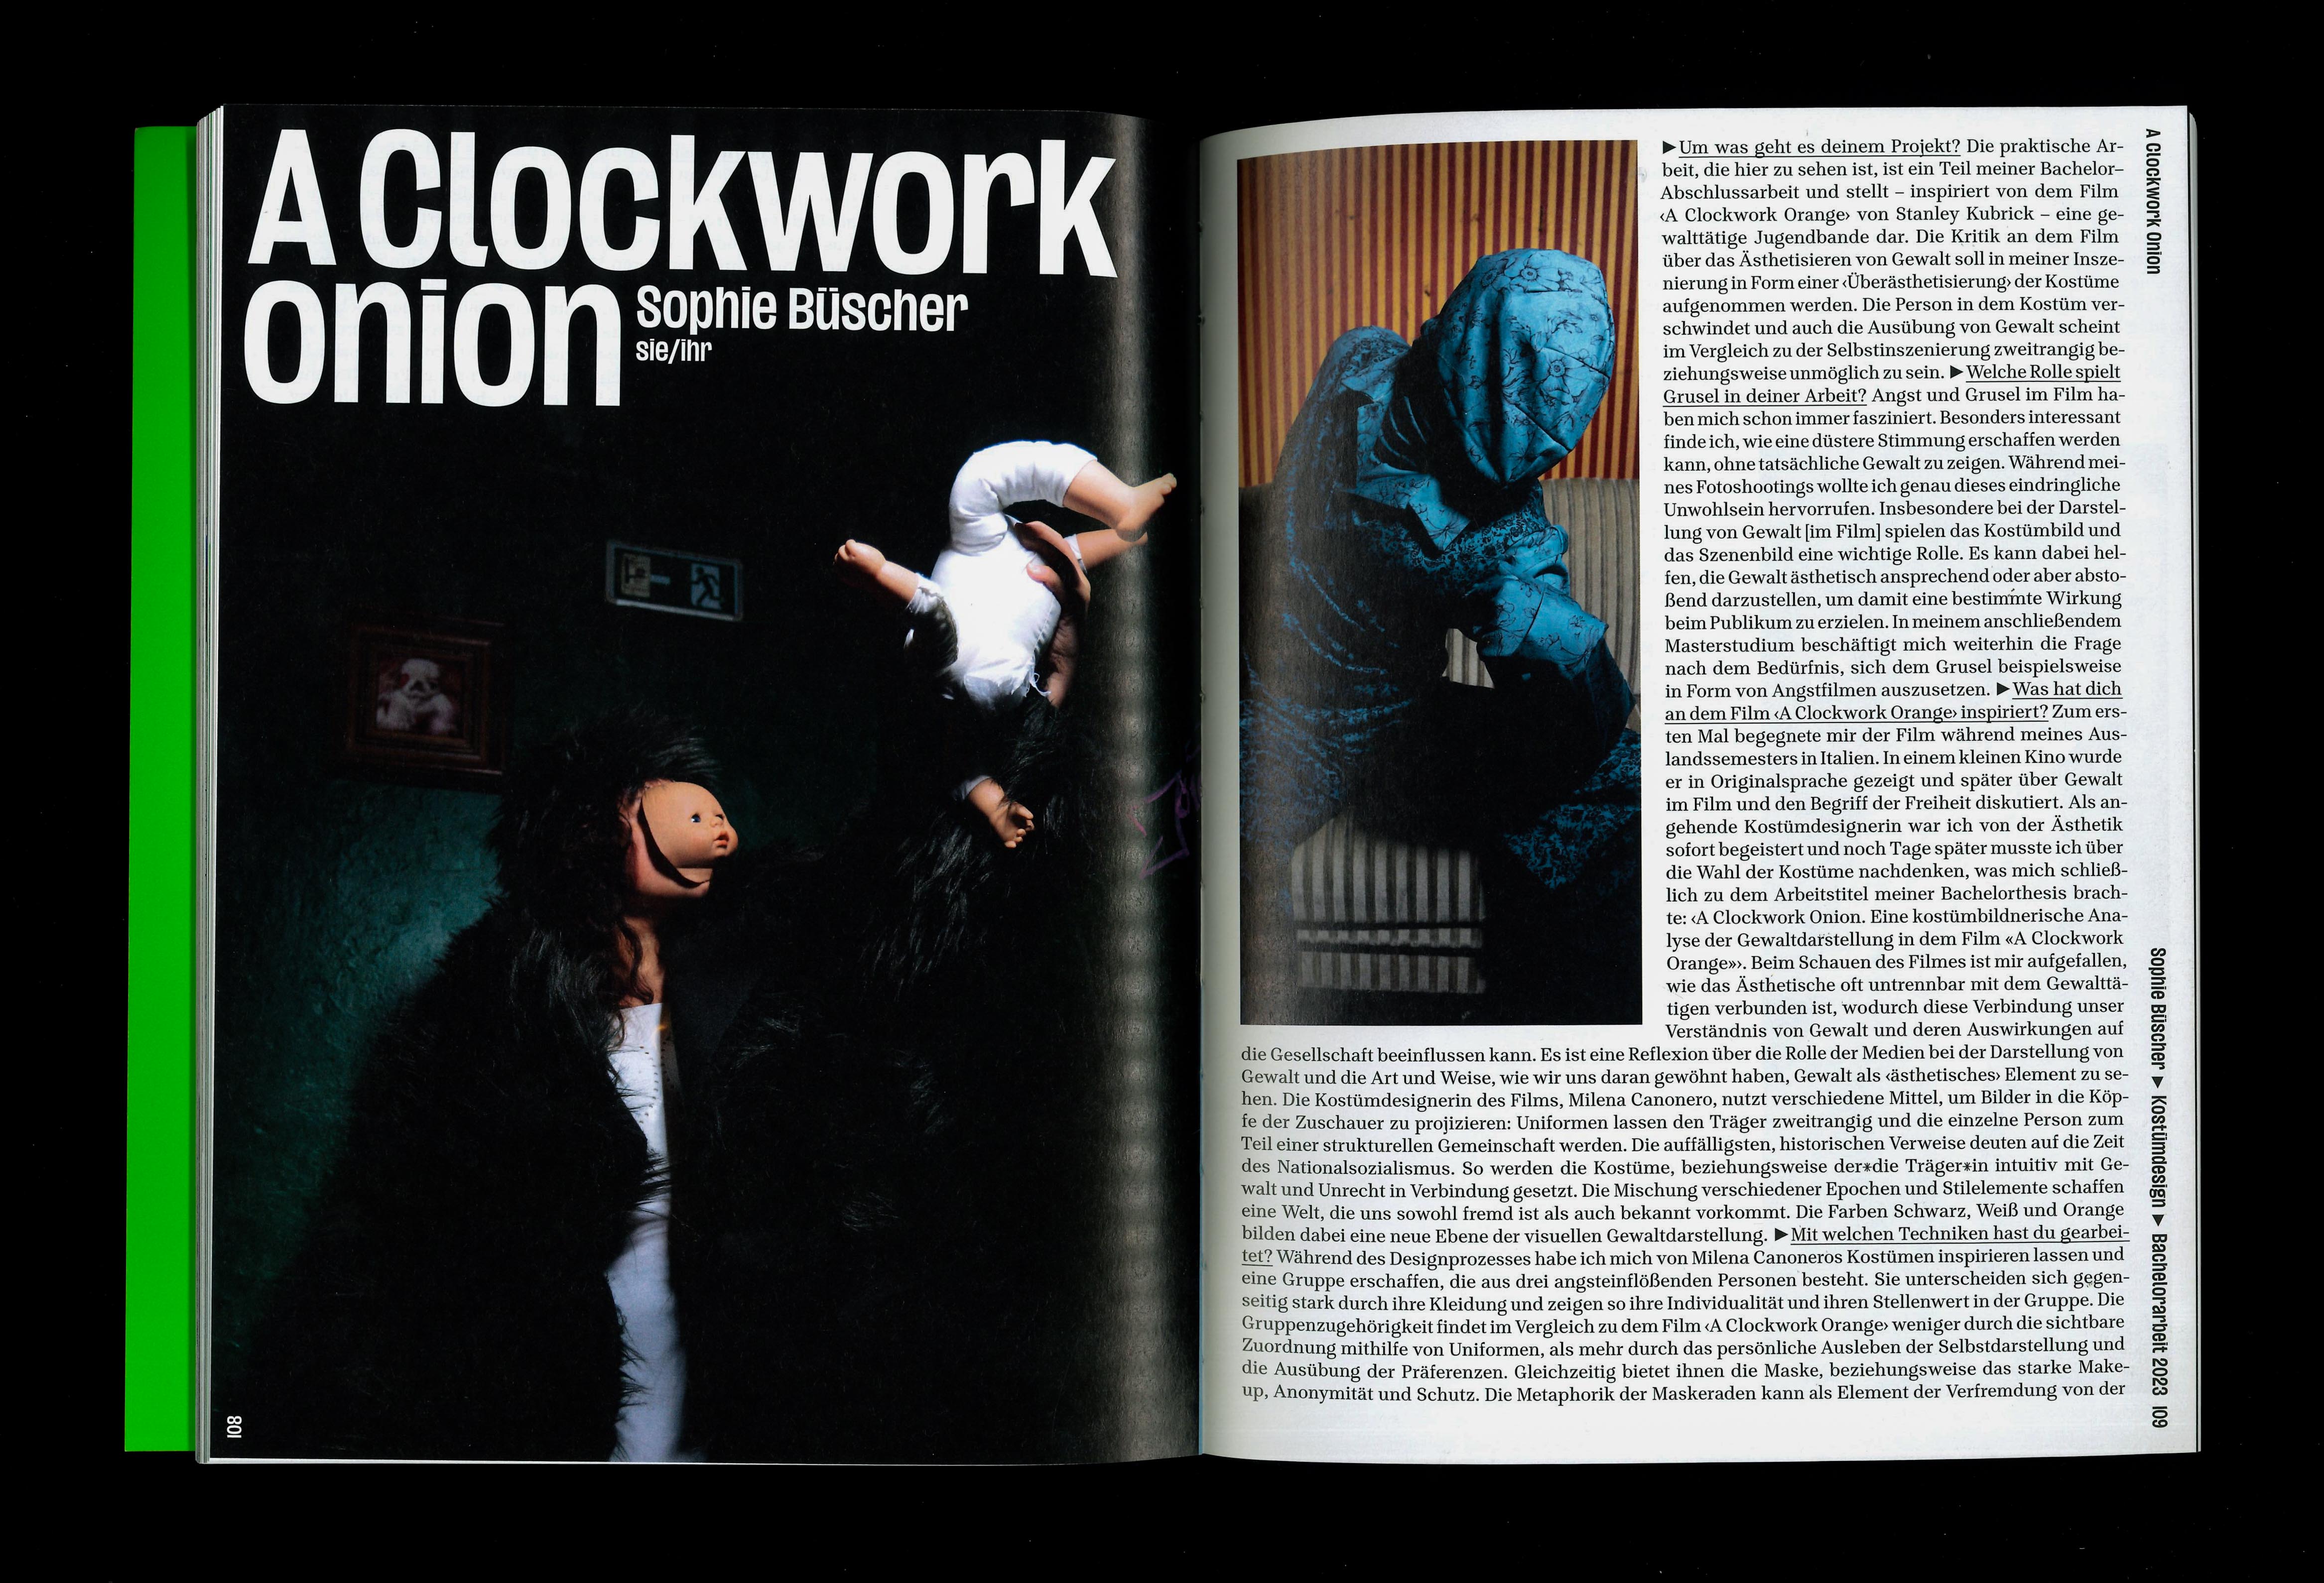 A Clockwork
Onion
Sophie Büscher
sie/ihr
108
▶Um was geht es deinem Projekt? Die praktische Ar-
beit, die hier zu sehen ist, ist ein Teil meiner Bachelor–
Abschlussarbeit und stellt – inspiriert von dem Film
‹A Clockwork Orange› von Stanley Kubrick – eine ge-
walttätige Jugendbande dar. Die Kritik an dem Film
über das Ästhetisieren von Gewalt soll in meiner Insze-
nierung in Form einer ‹Überästhetisierung› der Kostüme
aufgenommen werden. Die Person in dem Kostüm ver-
schwindet und auch die Ausübung von Gewalt scheint
im Vergleich zu der Selbstinszenierung zweitrangig be-
ziehungsweise unmöglich zu sein. ▶Welche Rolle spielt
Grusel in deiner Arbeit? Angst und Grusel im Film ha-
ben mich schon immer fasziniert. Besonders interessant
finde ich, wie eine düstere Stimmung erschaffen werden
kann, ohne tatsächliche Gewalt zu zeigen. Während mei-
nes Fotoshootings wollte ich genau dieses eindringliche
Unwohlsein hervorrufen. Insbesondere bei der Darstel-
lung von Gewalt [im Film] spielen das Kostümbild und
das Szenenbild eine wichtige Rolle. Es kann dabei hel-
fen, die Gewalt ästhetisch ansprechend oder aber absto-
ßend darzustellen, um damit eine bestimmte Wirkung
beim Publikum zu erzielen. In meinem anschließendem
Masterstudium beschäftigt mich weiterhin die Frage
nach dem Bedürfnis, sich dem Grusel beispielsweise
in Form von Angstfilmen auszusetzen. ▶Was hat dich
an dem Film ‹A Clockwork Orange› inspiriert? Zum ers-
ten Mal begegnete mir der Film während meines Aus-
landssemesters in Italien. In einem kleinen Kino wurde
er in Originalsprache gezeigt und später über Gewalt
im Film und den Begriff der Freiheit diskutiert. Als an-
gehende Kostümdesignerin war ich von der Ästhetik
sofort begeistert und noch Tage später musste ich über
die Wahl der Kostüme nachdenken, was mich schließ-
lich zu dem Arbeitstitel meiner Bachelorthesis brach-
te: ‹A Clockwork Onion. Eine kostümbildnerische Ana-
lyse der Gewaltdarstellung in dem Film «A Clockwork
Orange»›. Beim Schauen des Filmes ist mir aufgefallen,
wie das Ästhetische oft untrennbar mit dem Gewalttä-
tigen verbunden ist, wodurch diese Verbindung unser
Verständnis von Gewalt und deren Auswirkungen auf
die Gesellschaft beeinflussen kann. Es ist eine Reflexion über die Rolle der Medien bei der Darstellung von
Gewalt und die Art und Weise, wie wir uns daran gewöhnt haben, Gewalt als ‹ästhetisches› Element zu se-
hen. Die Kostümdesignerin des Films, Milena Canonero, nutzt verschiedene Mittel, um Bilder in die Köp-
fe der Zuschauer zu projizieren: Uniformen lassen den Träger zweitrangig und die einzelne Person zum
Teil einer strukturellen Gemeinschaft werden. Die auffälligsten, historischen Verweise deuten auf die Zeit
des Nationalsozialismus. So werden die Kostüme, beziehungsweise der*die Träger*in intuitiv mit Ge-
walt und Unrecht in Verbindung gesetzt. Die Mischung verschiedener Epochen und Stilelemente schaffen
eine Welt, die uns sowohl fremd ist als auch bekannt vorkommt. Die Farben Schwarz, Weiß und Orange
bilden dabei eine neue Ebene der visuellen Gewaltdarstellung. ▶Mit welchen Techniken hast du gearbei-
tet? Während des Designprozesses habe ich mich von Milena Canoneros Kostümen inspirieren lassen und
eine Gruppe erschaffen, die aus drei angsteinflößenden Personen besteht. Sie unterscheiden sich gegen-
seitig stark durch ihre Kleidung und zeigen so ihre Individualität und ihren Stellenwert in der Gruppe. Die
Gruppenzugehörigkeit findet im Vergleich zu dem Film ‹A Clockwork Orange› weniger durch die sichtbare
Zuordnung mithilfe von Uniformen, als mehr durch das persönliche Ausleben der Selbstdarstellung und
die Ausübung der Präferenzen. Gleichzeitig bietet ihnen die Maske, beziehungsweise das starke Make-
up, Anonymität und Schutz. Die Metaphorik der Maskeraden kann als Element der Verfremdung von der
A Clockwork Onion
Sophie Büscher ▶ Kostümdesign ▶ Bachelorarbeit 2023 109